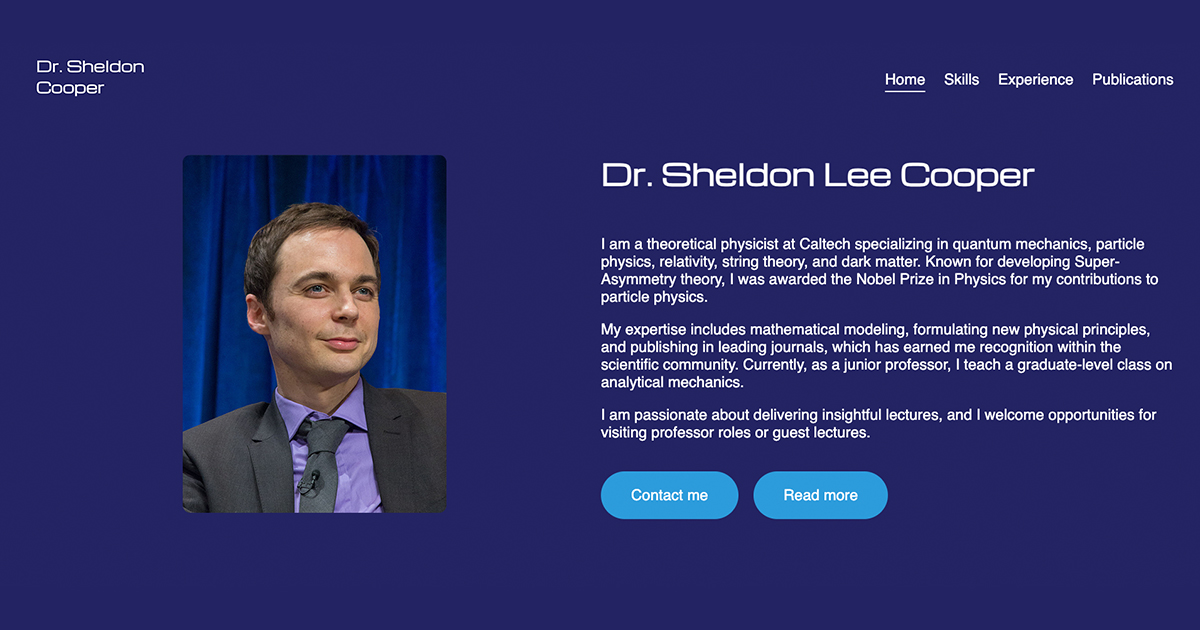 Dr. Sheldon
Cooper
Home Skills Experience Publications
Dr. Sheldon Lee Cooper
I am a theoretical physicist at Caltech specializing in quantum mechanics, particle
physics, relativity, string theory, and dark matter. Known for developing Super-
Asymmetry theory, I was awarded the Nobel Prize in Physics for my contributions to
particle physics.
My expertise includes mathematical modeling, formulating new physical principles,
and publishing in leading journals, which has earned me recognition within the
scientific community. Currently, as a junior professor, I teach a graduate-level class on
analytical mechanics.
I am passionate about delivering insightful lectures, and I welcome opportunities for
visiting professor roles or guest lectures.
Contact me Read more